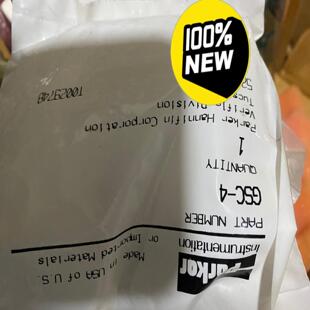 100%
NEW
Parker
Instrumentation
Made in USA of U.S.
or Imported Materials
PART NUMBER
GSC-4
QUANTITY
1
Parker Hannifin Corporation
Veriflo Division
T0029740